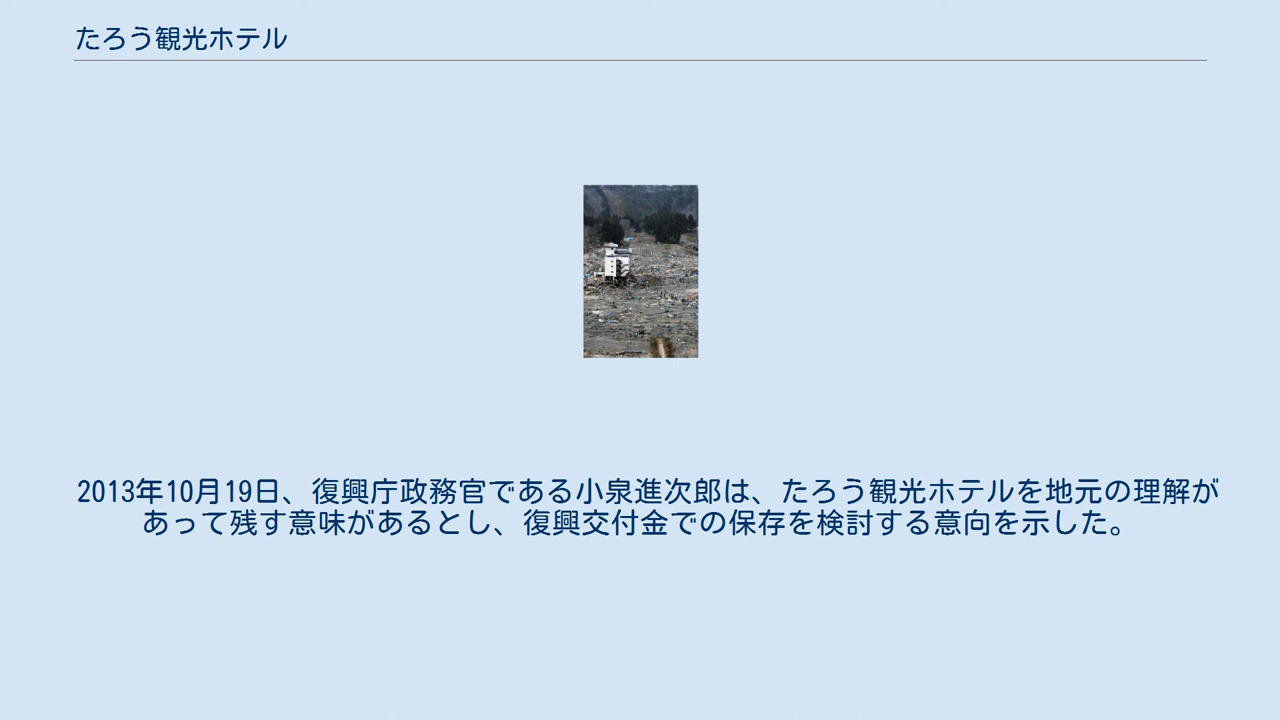 たろう観光ホテル
2013年10月19日、復興庁政務官である小泉進次郎は、たろう観光ホテルを地元の理解が
あって残す意味があるとし、復興交付金での保存を検討する意向を示した。